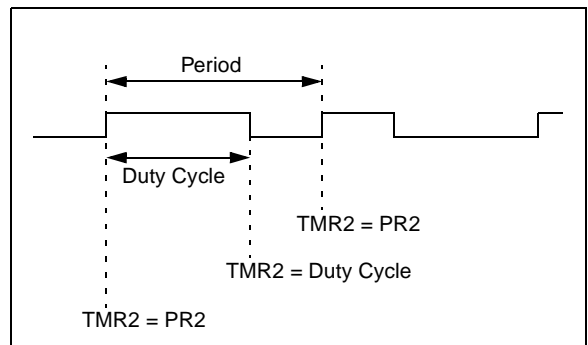 Period
Duty Cycle
TMR2 = PR2
TMR2 = Duty Cycle
TMR2 = PR2